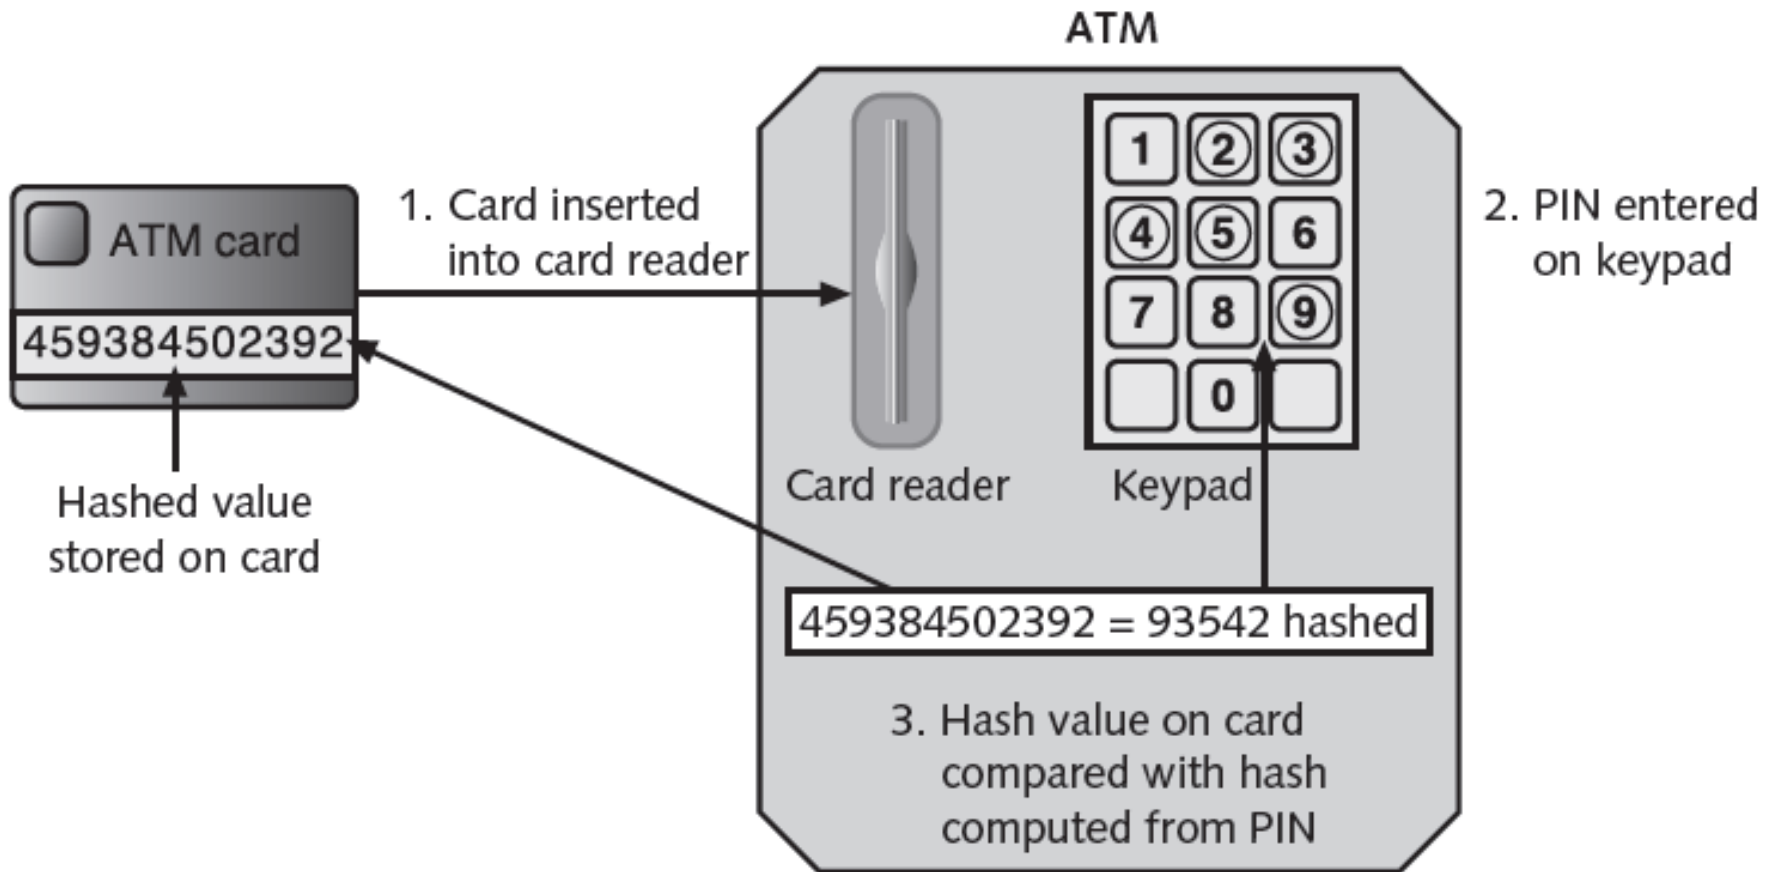 ATM
1. Card inserted
into card reader
ATM card
459384502392
Hashed value
stored on card
1 2 3
4 5 6
7 8 9
0
Card reader
Keypad
2. PIN entered
on keypad
459384502392 = 93542 hashed
3. Hash value on card
compared with hash
computed from PIN